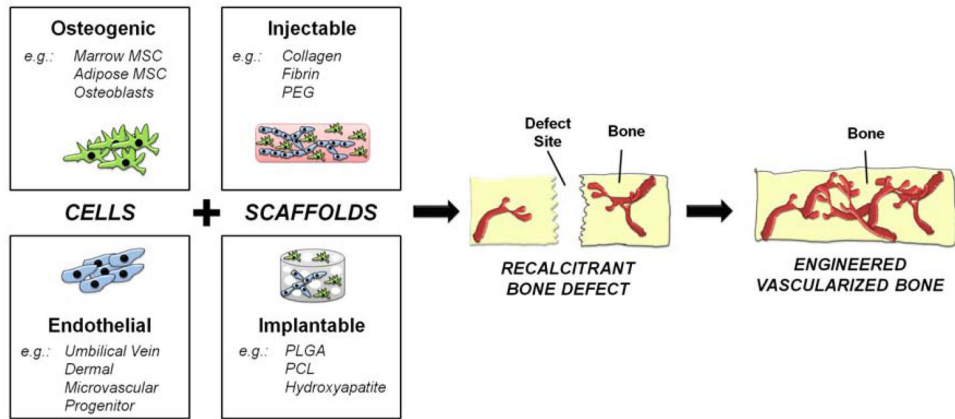 Osteogenic
e.g.: Marrow MSC
Adipose MSC
Osteoblasts
Injectable
e.g.: Collagen
Fibrin
PEG
CELLS + SCAFFOLDS
Endothelial
e.g.: Umbilical Vein
Dermal
Microvascular
Progenitor
Implantable
e.g.: PLGA
PCL
Hydroxyapatite
Defect
Site
Bone
RECALCITRANT
BONE DEFECT
Bone
ENGINEERED
VASCULARIZED BONE